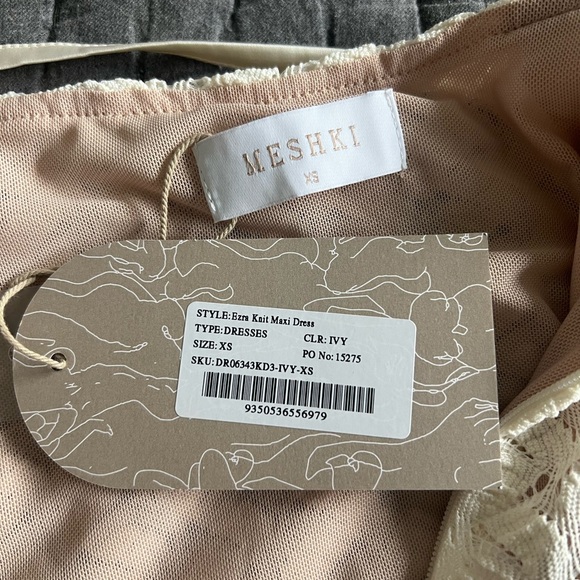 MESHKI
XS
STYLE:Ezra Knit Maxi Dress
TYPE:DRESSES CLR: IVY
SIZE: XS PO No: 15275
SKU: DR06343KD3-IVY-XS
9350536556979